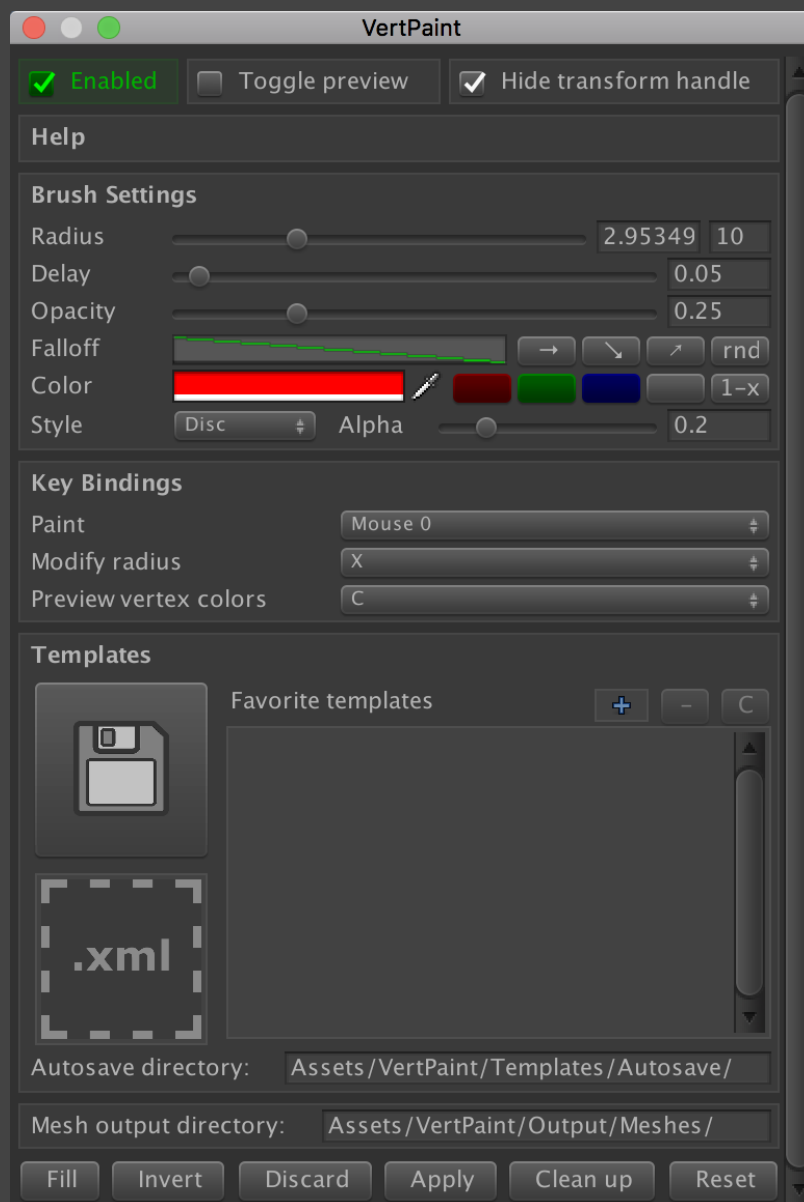 VertPaint
Enabled Toggle preview Hide transform handle
Help
Brush Settings
Radius 2.95349 10
Delay 0.05
Opacity 0.25
Falloff → ↘ ↗ rnd
Color 1-x
Style Disc Alpha 0.2
Key Bindings
Paint Mouse 0
Modify radius X
Preview vertex colors C
Templates
Favorite templates + - C
.xml
Autosave directory: Assets/VertPaint/Templates/Autosave/
Mesh output directory: Assets/VertPaint/Output/Meshes/
Fill Invert Discard Apply Clean up Reset